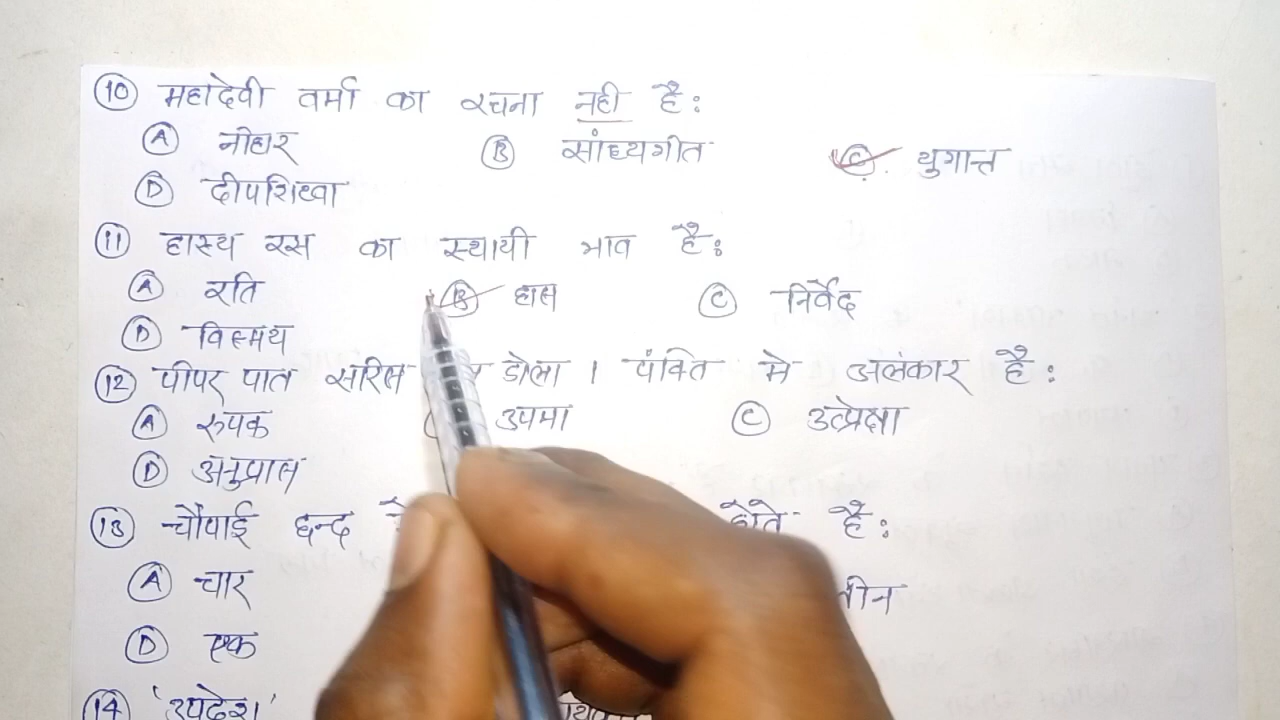 10 महादेवी वर्मा का रचना नही है:
A नीहार B सांध्यगीत C युगान्त
D दीपशिखा
11 हास्य रस का स्थायी भाव है:
A रति B हास C निर्वेद
D विस्मय
12 पीपर पात सरिस डोला । पंक्ति मे अलंकार है:
A रुपक उपमा C उत्प्रेक्षा
D अनुप्रास
13 चौपाई छन्द होते है:
A चार तीन
D एक
14 'उपदेश'